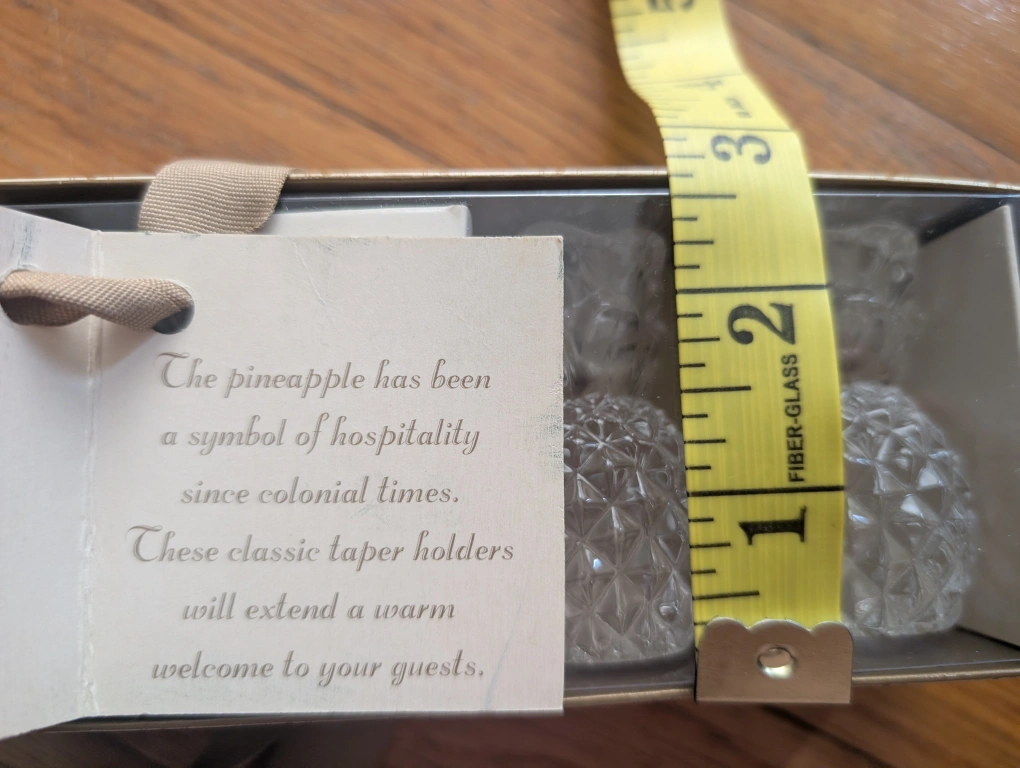 The pineapple has been
a symbol of hospitality
since colonial times.
These classic taper holders
will extend a warm
welcome to your guests.
5
3
2
FIBER-GLASS
1